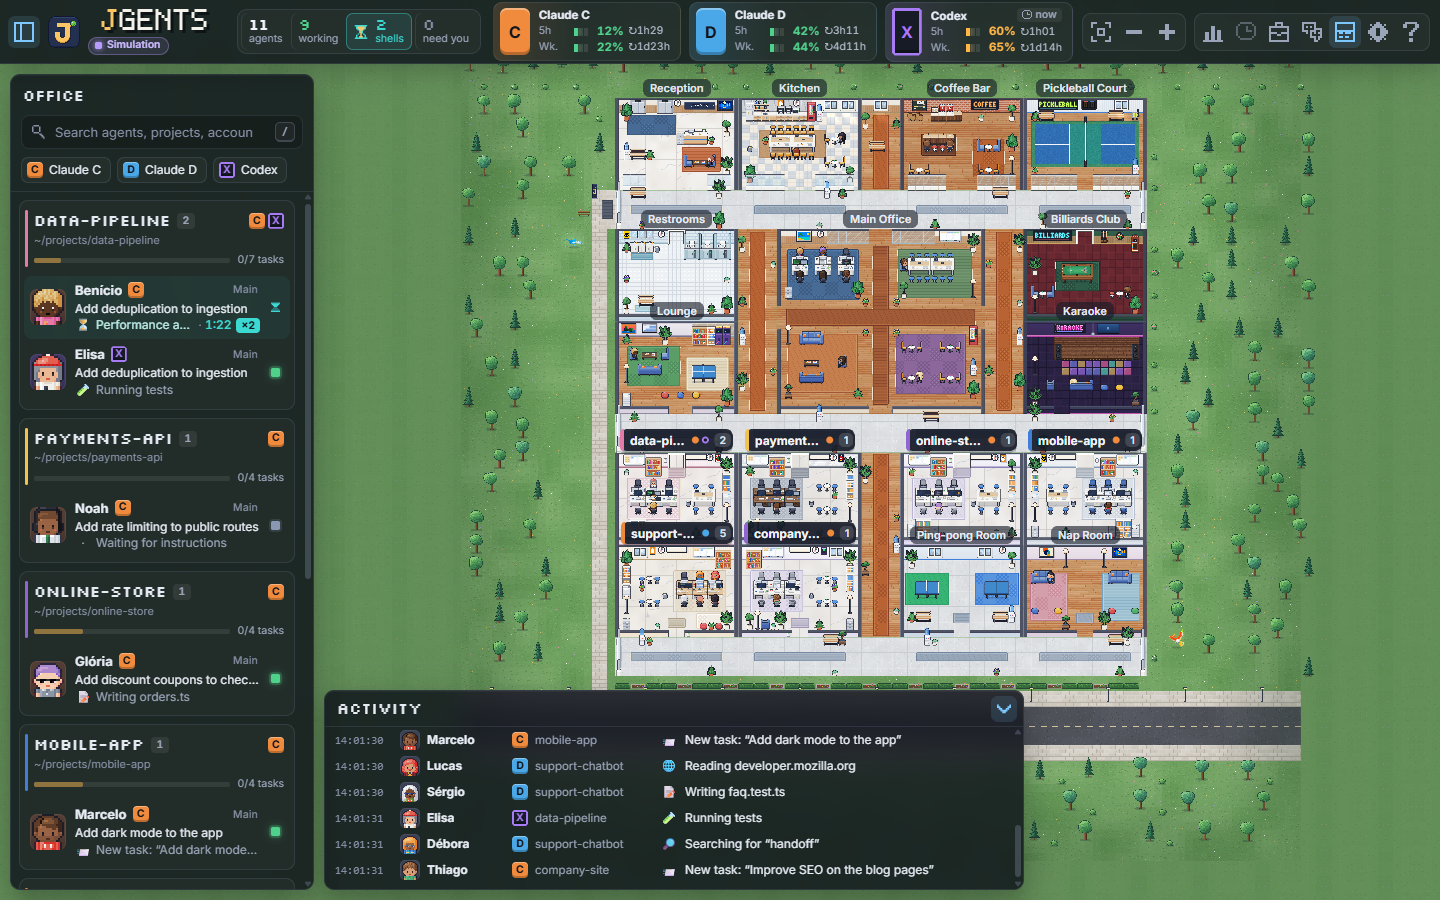 JGENTS
Simulation
11 agents
9 working
2 shells
0 need you
C
Claude C
5h 12% ↻1h29
Wk. 22% ↻1d23h
D
Claude D
5h 42% ↻3h11
Wk. 44% ↻4d11h
X
Codex
now
5h 60% ↻1h01
Wk. 65% ↻1d14h
?
OFFICE
Search agents, projects, accoun /
C Claude C
D Claude D
X Codex
DATA-PIPELINE 2 C X
~/projects/data-pipeline
0/7 tasks
Benício C Main
Add deduplication to ingestion
Performance a... · 1:22 ×2
Elisa X Main
Add deduplication to ingestion
Running tests
PAYMENTS-API 1 C
~/projects/payments-api
0/4 tasks
Noah C Main
Add rate limiting to public routes
· Waiting for instructions
ONLINE-STORE 1 C
~/projects/online-store
0/4 tasks
Glória C Main
Add discount coupons to chec...
Writing orders.ts
MOBILE-APP 1 C
~/projects/mobile-app
0/4 tasks
Marcelo C Main
Add dark mode to the app
New task: “Add dark mode...
Reception
Kitchen
Coffee Bar
Pickleball Court
COFFEE
PICKLEBALL
Restrooms
Main Office
Billiards Club
BILLIARDS
Lounge
Karaoke
KARAOKE
data-pi... 2
payment... 1
online-st... 1
mobile-app 1
support-... 5
company... 1
Ping-pong Room
Nap Room
ACTIVITY
14:01:30 Marcelo C mobile-app New task: “Add dark mode to the app”
14:01:30 Lucas D support-chatbot Reading developer.mozilla.org
14:01:30 Sérgio D support-chatbot Writing faq.test.ts
14:01:31 Elisa X data-pipeline Running tests
14:01:31 Débora D support-chatbot Searching for “handoff”
14:01:31 Thiago C company-site New task: “Improve SEO on the blog pages”